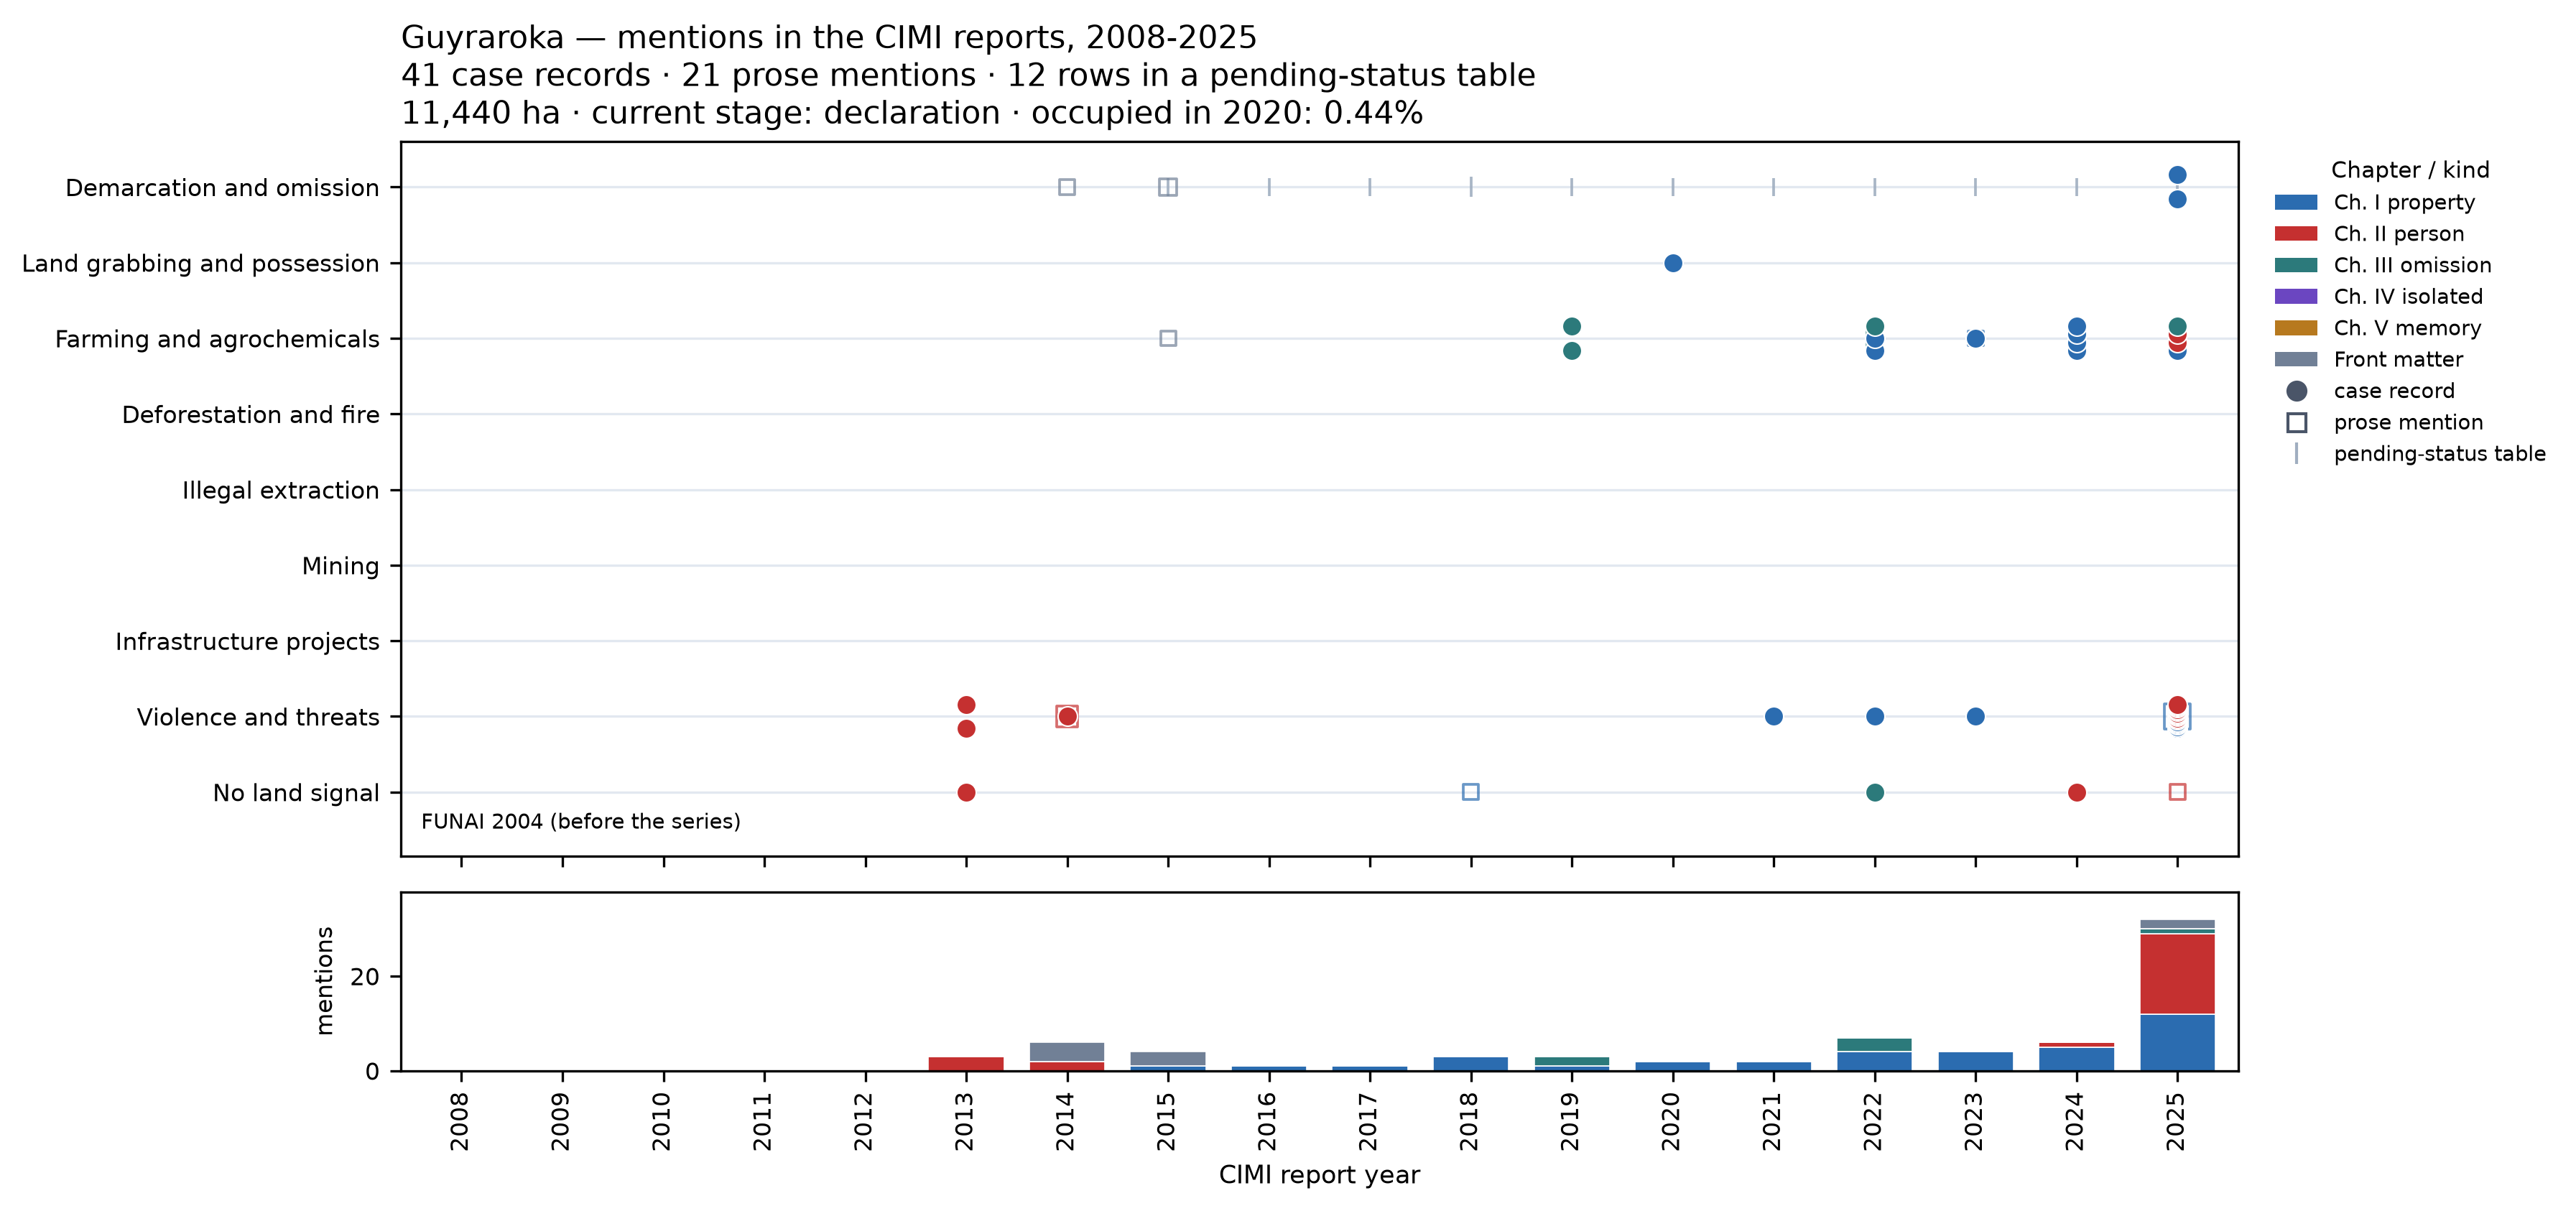 Guyraroka — mentions in the CIMI reports, 2008-2025
41 case records · 21 prose mentions · 12 rows in a pending-status table
11,440 ha · current stage: declaration · occupied in 2020: 0.44%
Demarcation and omission
Land grabbing and possession
Farming and agrochemicals
Deforestation and fire
Illegal extraction
Mining
Infrastructure projects
Violence and threats
No land signal
FUNAI 2004 (before the series)
Chapter / kind
Ch. I property
Ch. II person
Ch. III omission
Ch. IV isolated
Ch. V memory
Front matter
case record
prose mention
pending-status table
mentions
20
0
2008
2009
2010
2011
2012
2013
2014
2015
2016
2017
2018
2019
2020
2021
2022
2023
2024
2025
CIMI report year